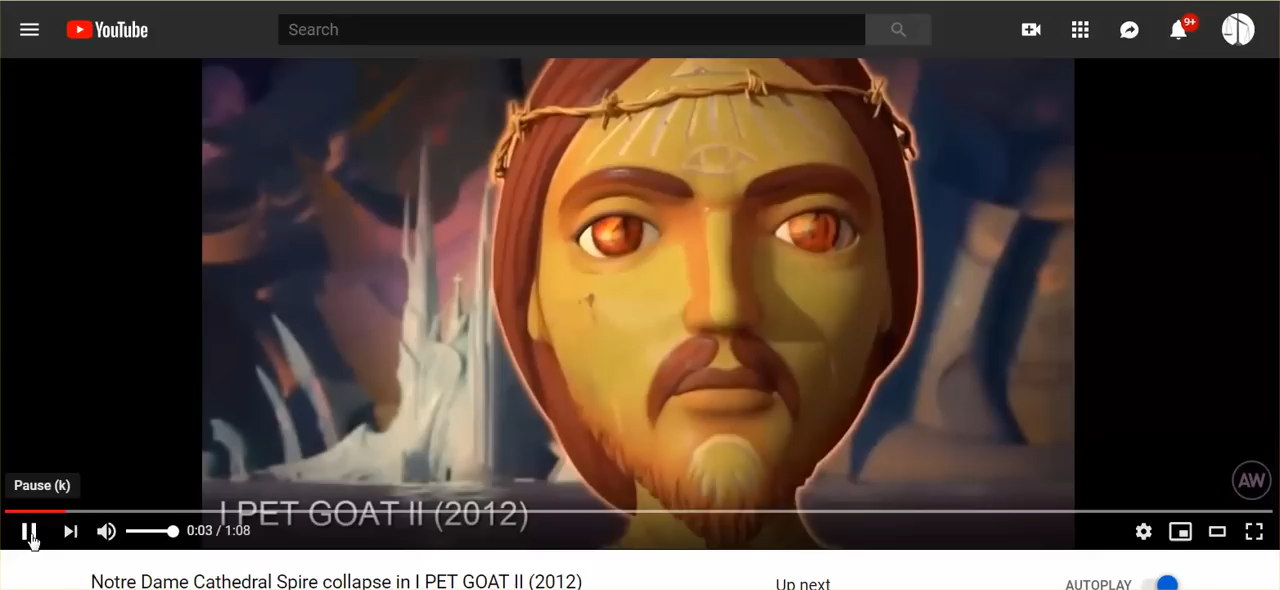 YouTube
Search
9+
AW
Pause (k)
I PET GOAT II (2012)
0:03 / 1:08
Notre Dame Cathedral Spire collapse in I PET GOAT II (2012)
Up next
AUTOPLAY